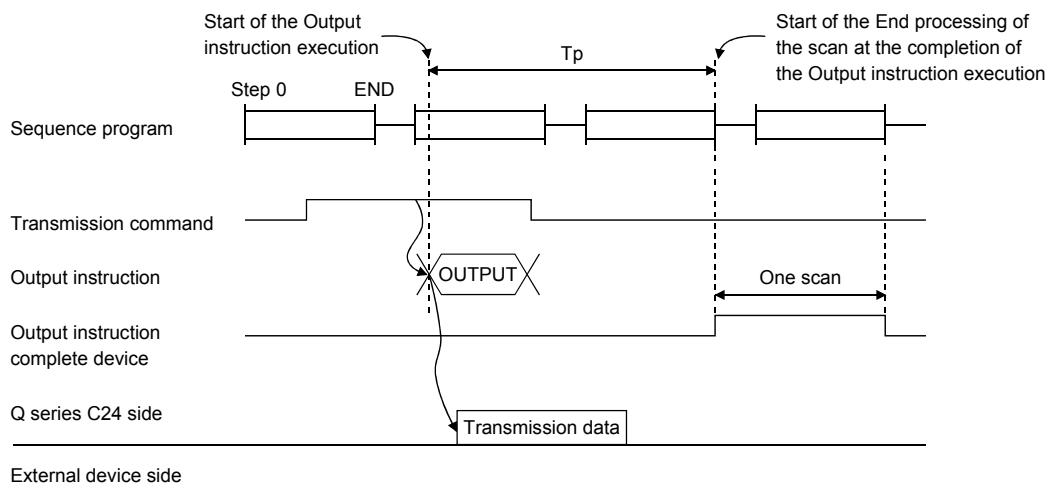 Start of the Output
instruction execution
Start of the End processing of
the scan at the completion of
the Output instruction execution
Tp
Step 0
END
Sequence program
Transmission command
Output instruction
OUTPUT
One scan
Output instruction
complete device
Q series C24 side
Transmission data
External device side